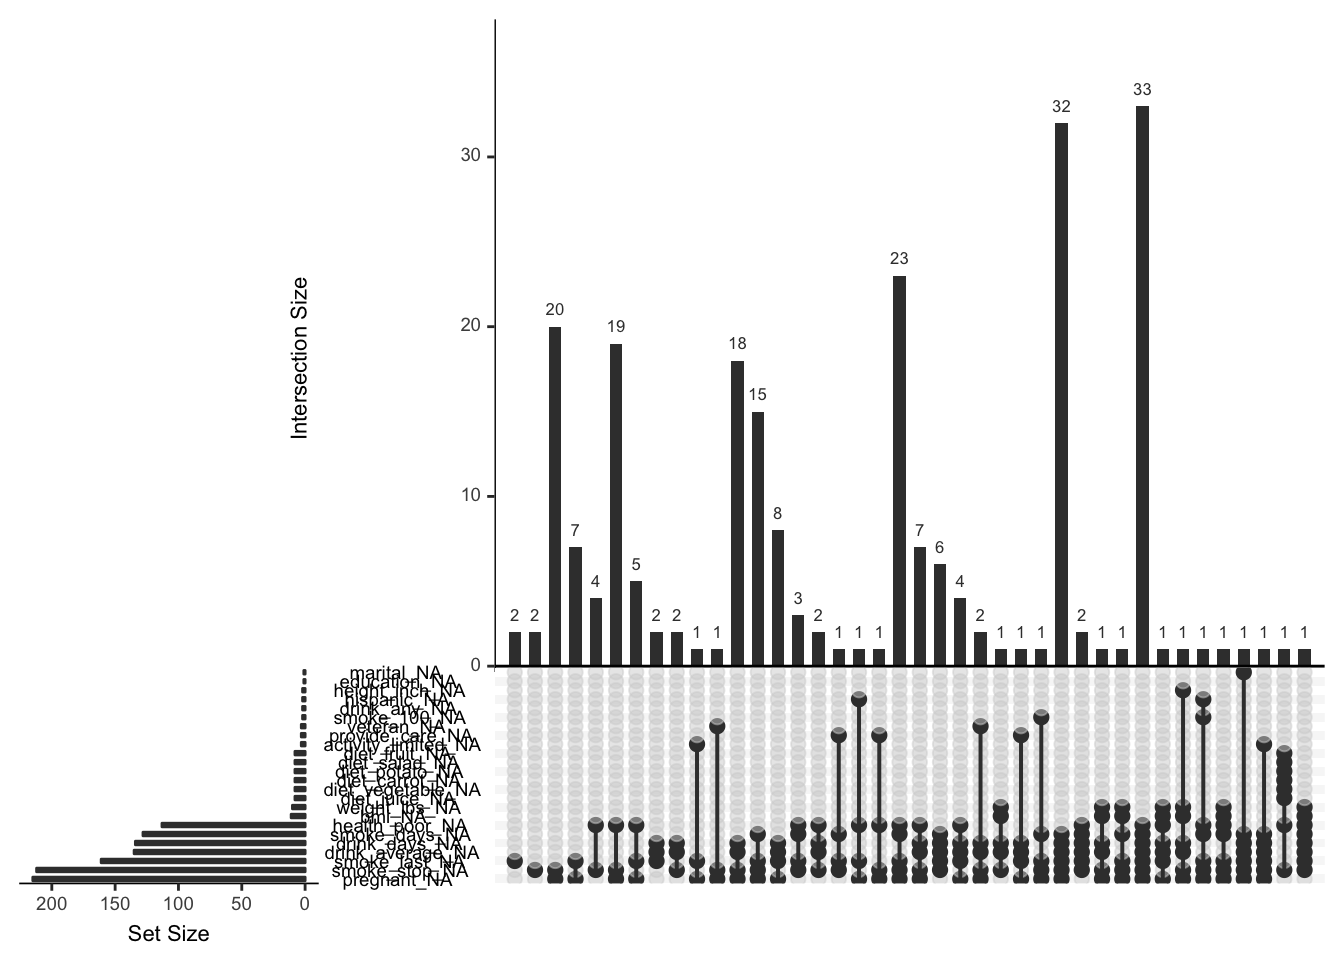 33
32
30
23
20
20
19
18
15
Intersection Size
10
8
7 7
6
5
4 4
3
2 2 2 2 2 2 2
1 1 1 1 1 1 1 1 1 1 1 1 1 1 1 1 1 1 1
0
marital_NA
education_NA
height_inch_NA
hispanic_NA
drink_any_NA
smoke_100_NA
veteran_NA
provide_care_NA
activity_limited_NA
diet_fruit_NA
diet_salad_NA
diet_potato_NA
diet_carrot_NA
diet_vegetable_NA
diet_juice_NA
weight_lbs_NA
bmi_NA
health_poor_NA
smoke_days_NA
drink_days_NA
drink_average_NA
smoke_last_NA
smoke_stop_NA
pregnant_NA
200 150 100 50 0
Set Size